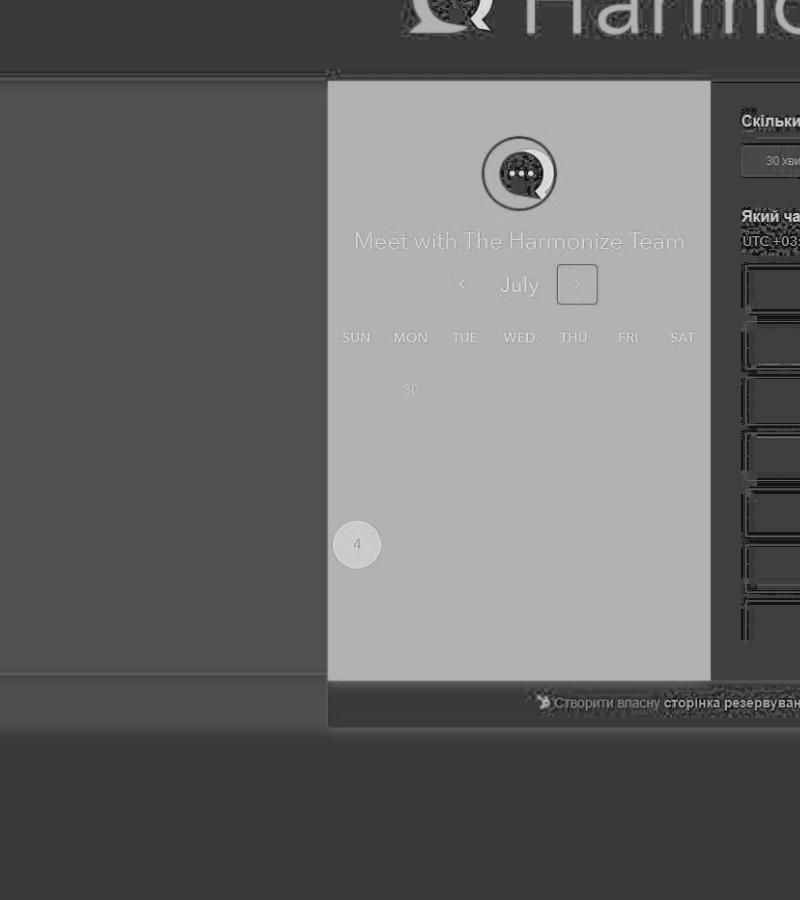 Harmo
Meet with The Harmonize Team
July
SUN MON TUE WED THU FRI SAT
30
4
Скільки
30 хви
Який ча
UTC +03:
Створити власну сторінка резервуван